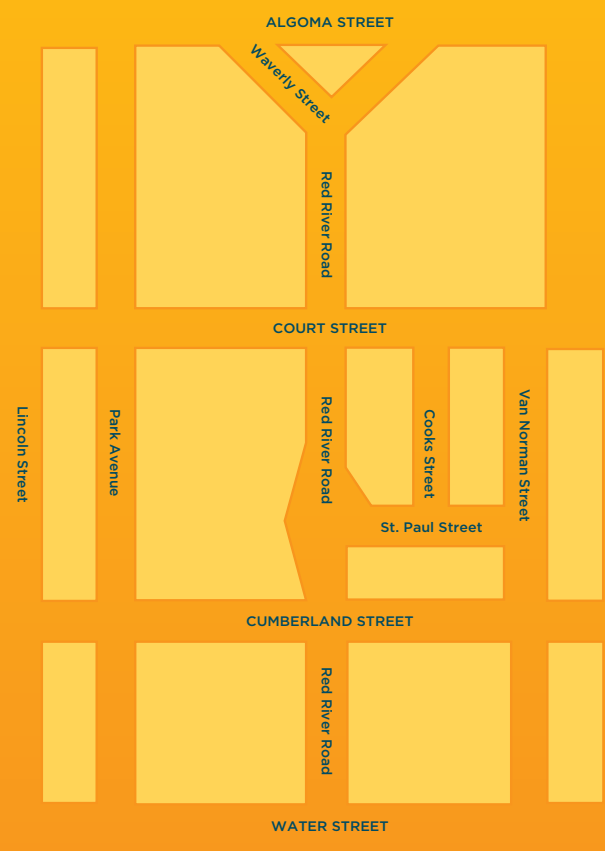 ALGOMA STREET
Waverly Street
Red River Road
COURT STREET
Lincoln Street
Park Avenue
Red River Road
Cooks Street
Van Norman Street
St. Paul Street
CUMBERLAND STREET
Red River Road
WATER STREET